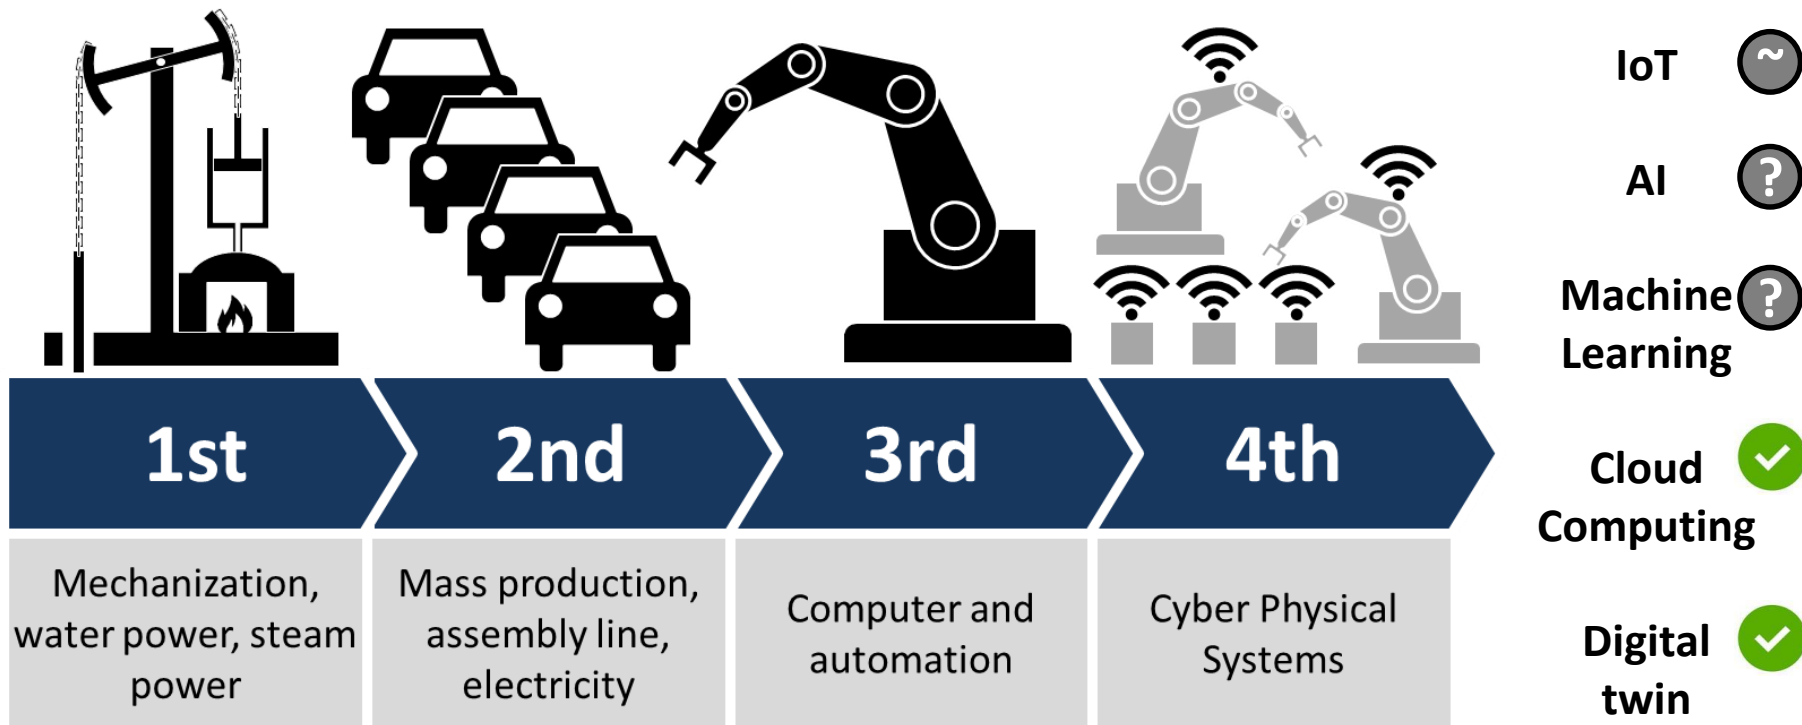 1st
2nd
3rd
4th
Mechanization,
water power, steam
power
Mass production,
assembly line,
electricity
Computer and
automation
Cyber Physical
Systems
IoT ~
AI ?
Machine ?
Learning
Cloud
Computing
Digital
twin